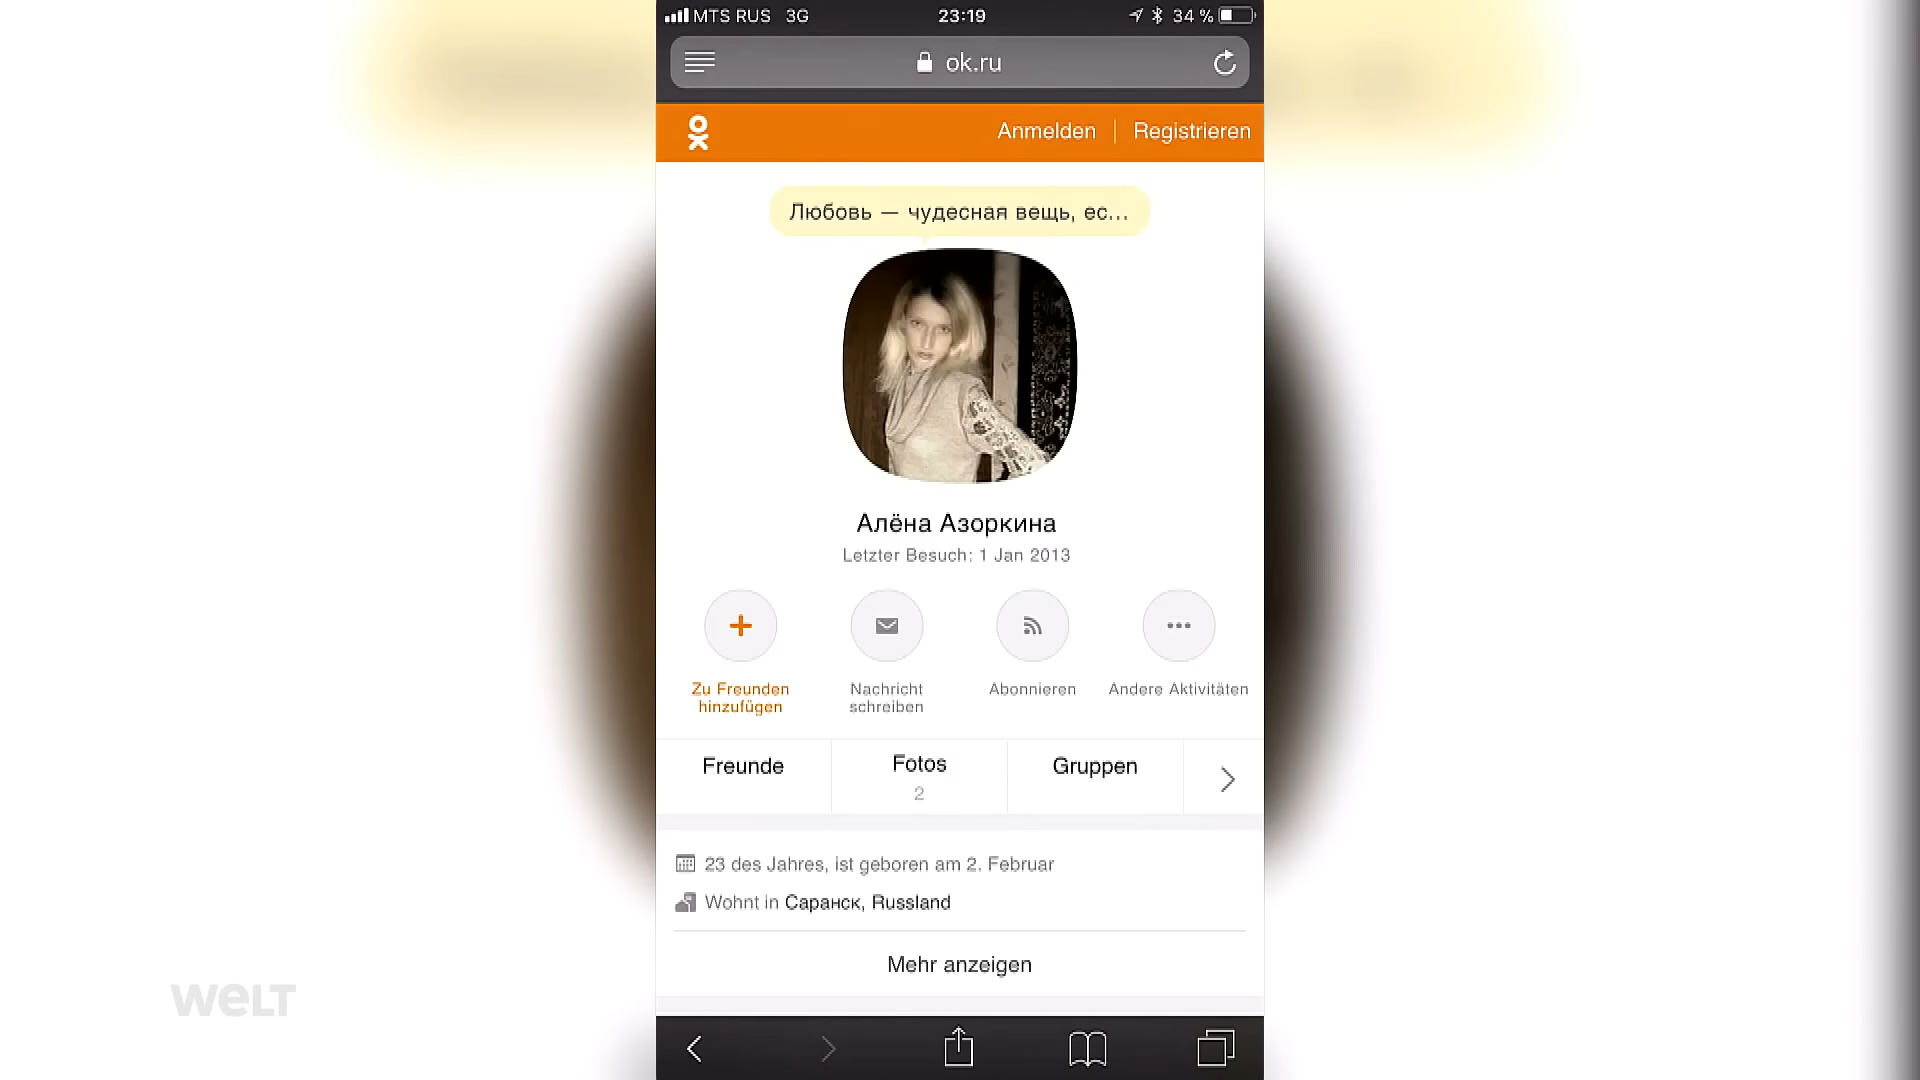 MTS RUS 3G 23:19 34 %
ok.ru
Anmelden Registrieren
Любовь — чудесная вещь, ес...
Алёна Азоркина
Letzter Besuch: 1 Jan 2013
Zu Freunden
hinzufügen
Nachricht
schreiben
Abonnieren
Andere Aktivitäten
Freunde
Fotos
2
Gruppen
23 des Jahres, ist geboren am 2. Februar
Wohnt in Саранск, Russland
Mehr anzeigen
WELT